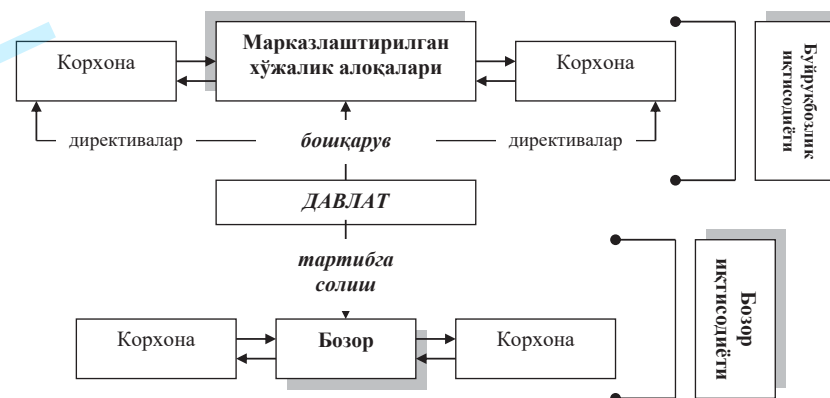 Корхона
Марказлаштирилган
хўжалик алоқалари
Корхона
Буйруқбозлик
иқтисодиёти
директивалар
бошқарув
директивалар
ДАВЛАТ
тартибга
солиш
Корхона
Бозор
Корхона
Бозор
иқтисодиёти